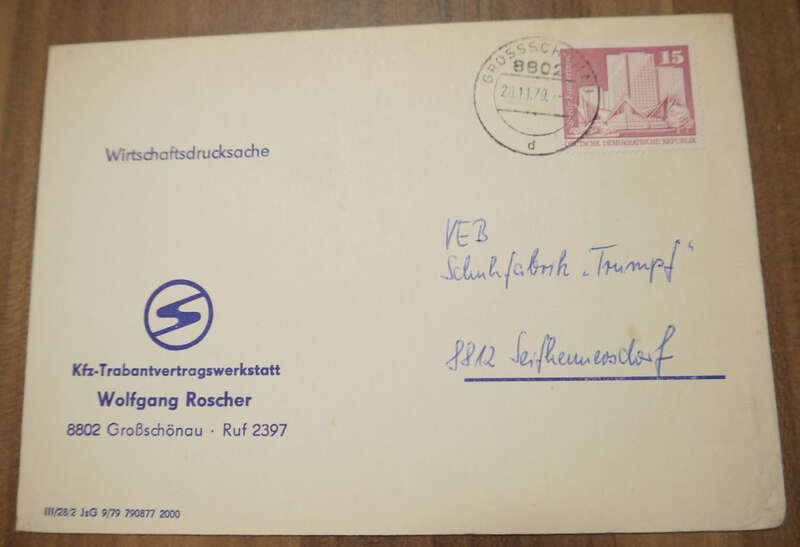 8802
d
15
DEUTSCHE DEMOKRATISCHE REPUBLIK
Wirtschaftsdrucksache
VEB
Schuhfabrik „Trumpf“
8812 Seifhennersdorf
Kfz-Trabantvertragswerkstatt
Wolfgang Roscher
8802 Großschönau · Ruf 2397
III/28/2 JsG 9/79 790877 2000